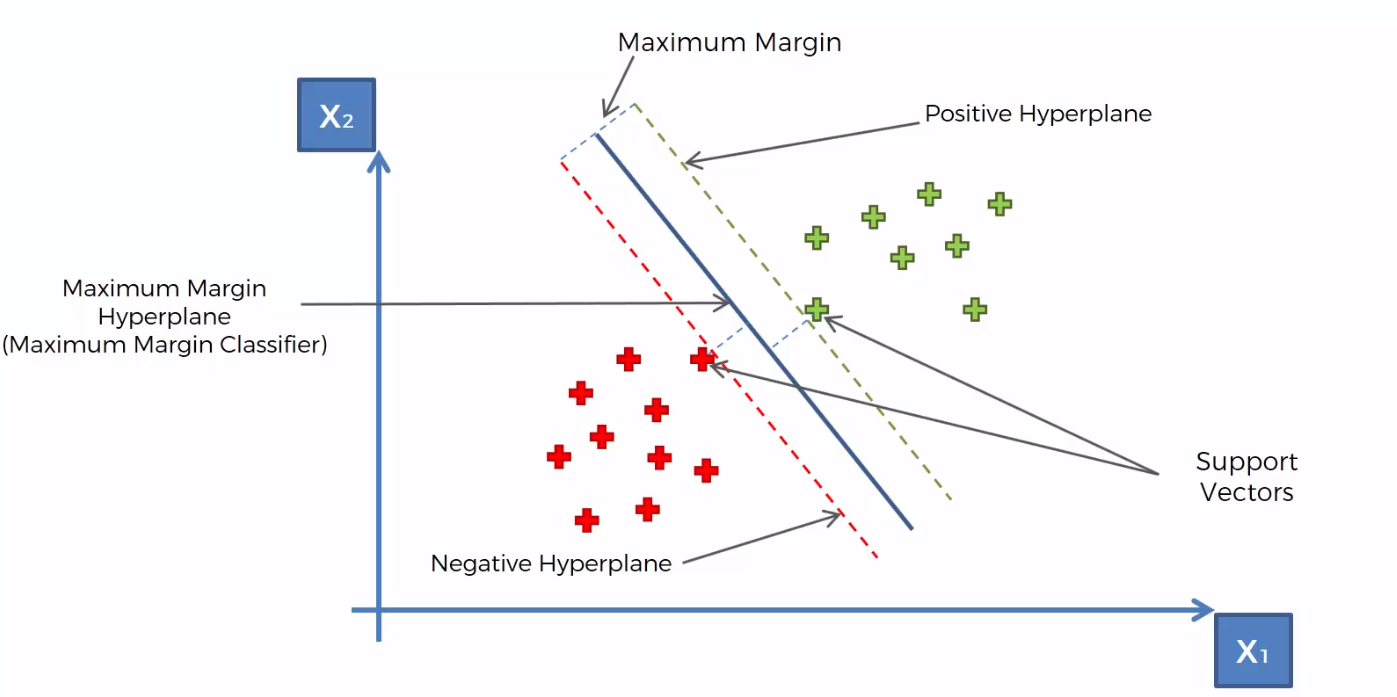 Maximum Margin
X₂
Positive Hyperplane
Maximum Margin
Hyperplane
(Maximum Margin Classifier)
Support
Vectors
Negative Hyperplane
X₁